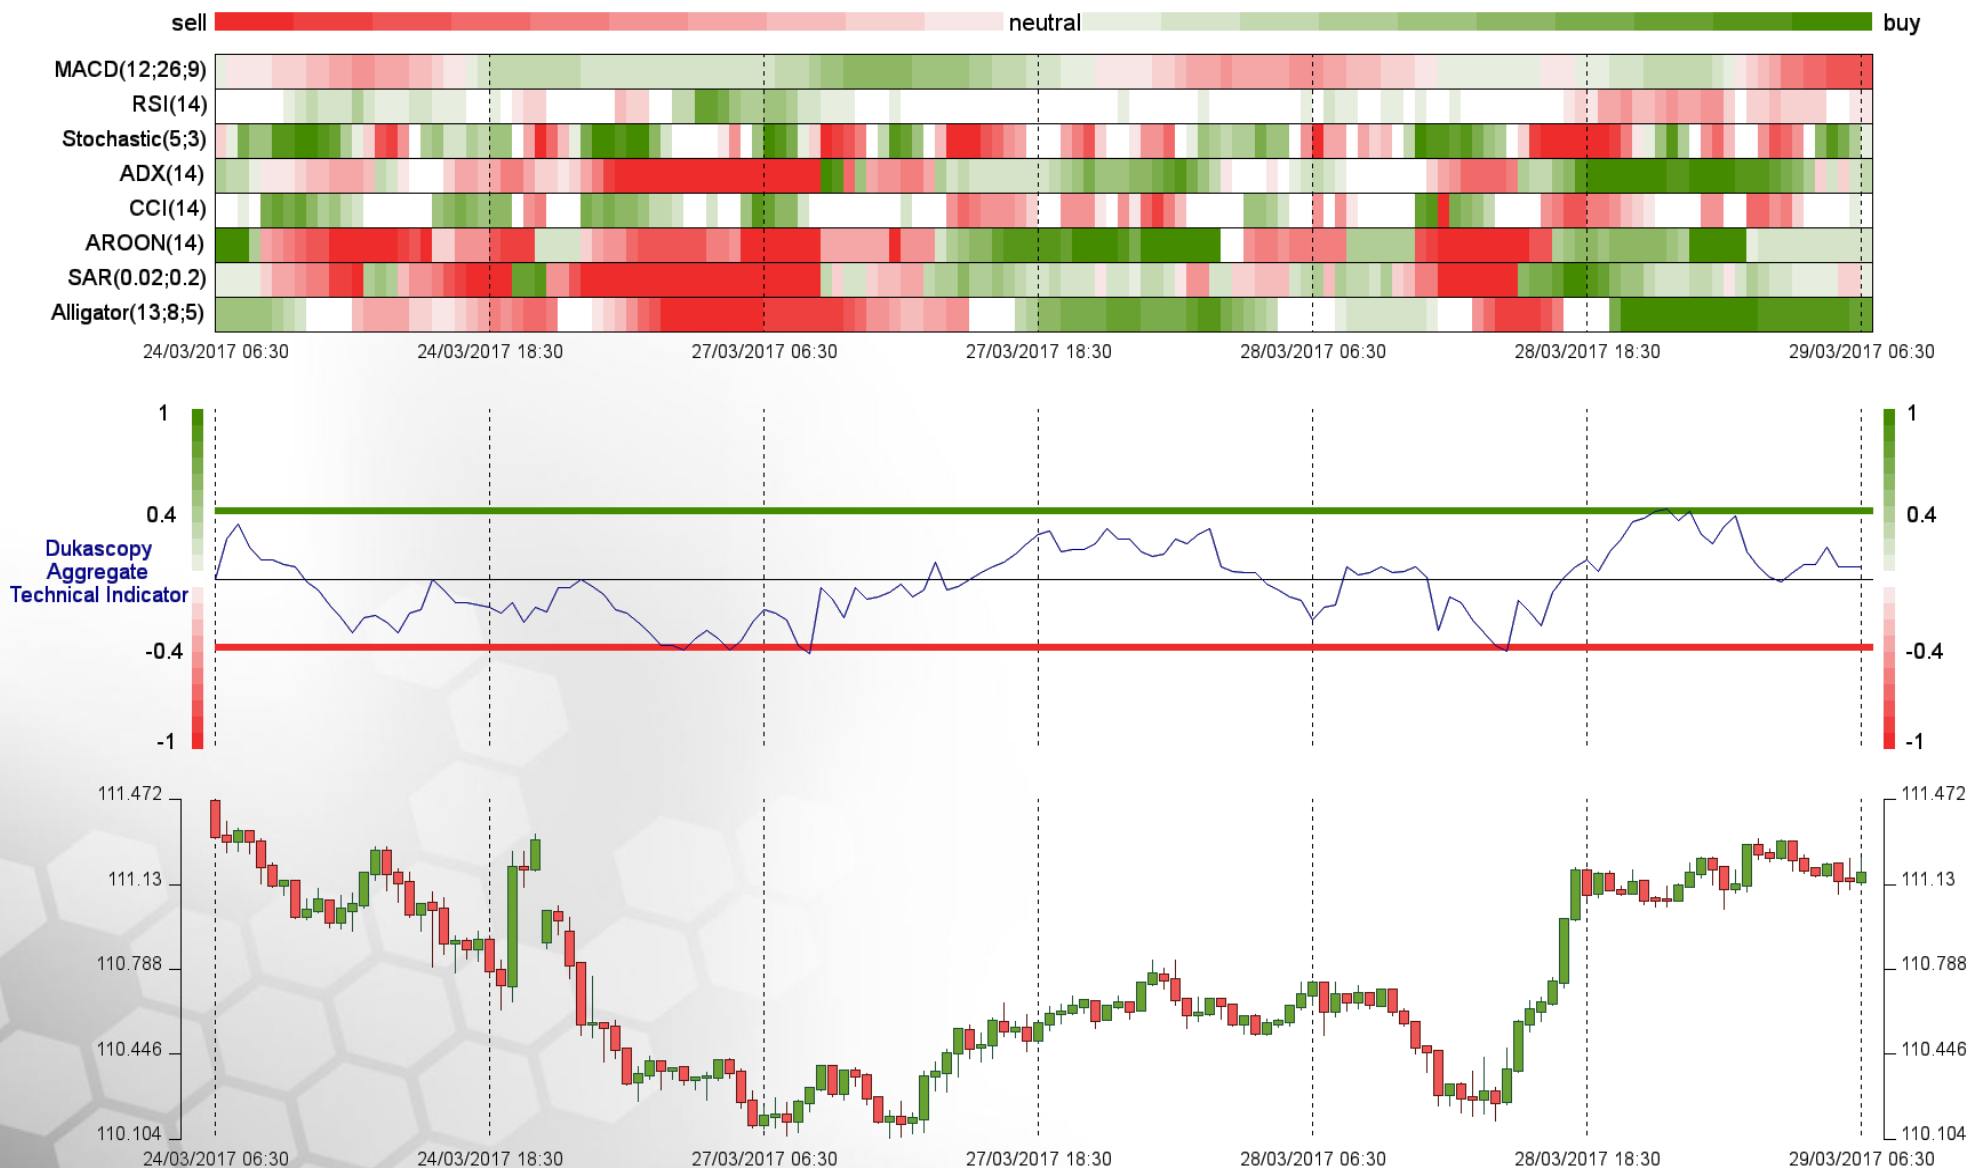 sell neutral buy
MACD(12;26;9)
RSI(14)
Stochastic(5;3)
ADX(14)
CCI(14)
AROON(14)
SAR(0.02;0.2)
Alligator(13;8;5)
24/03/2017 06:30 24/03/2017 18:30 27/03/2017 06:30 27/03/2017 18:30 28/03/2017 06:30 28/03/2017 18:30 29/03/2017 06:30
1 1
0.4 0.4
Dukascopy
Aggregate
Technical Indicator
-0.4 -0.4
-1 -1
111.472 111.472
111.13 111.13
110.788 110.788
110.446 110.446
110.104 110.104
24/03/2017 06:30 24/03/2017 18:30 27/03/2017 06:30 27/03/2017 18:30 28/03/2017 06:30 28/03/2017 18:30 29/03/2017 06:30